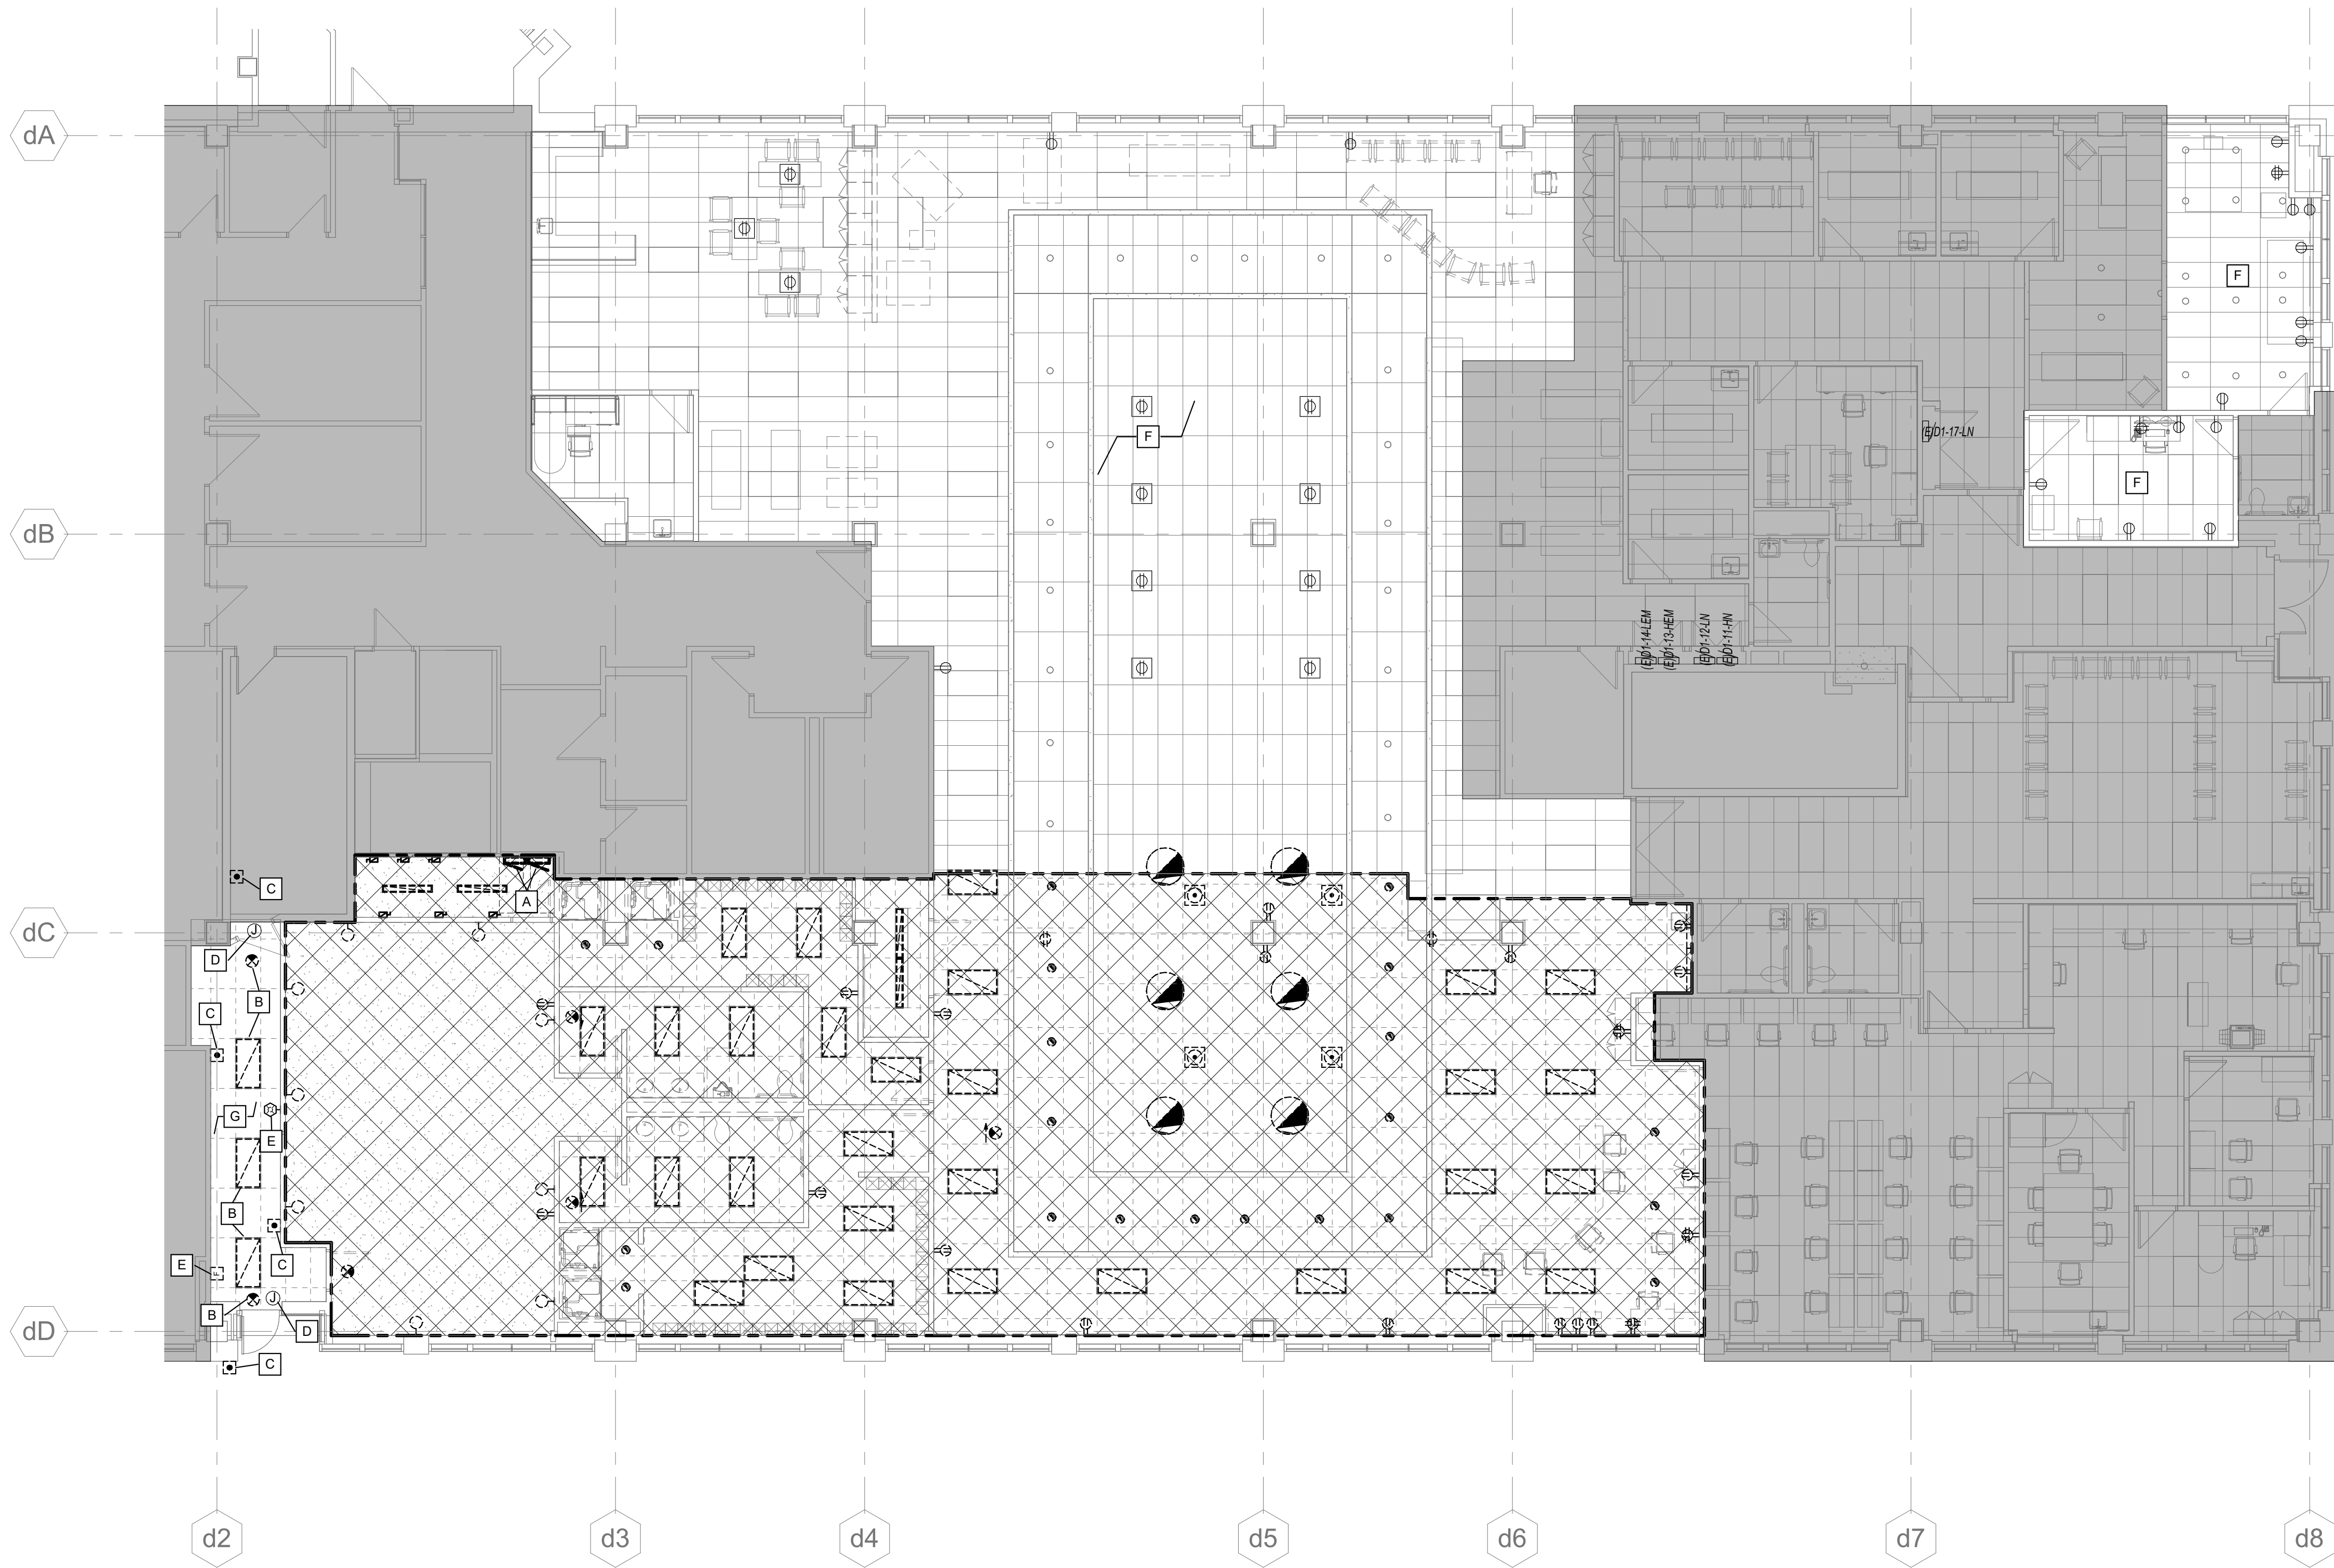 dA
F
F
(E)D1-17-LN
F
dB
(E)D1-14-LEM
(E)D1-13-HEM
(E)D1-12-LN
(E)D1-11-HN
C
A
dC
J
D
B
C
G
E
B
C
E
B
J
D
dD
C
d2
d3
d4
d5
d6
d7
d8